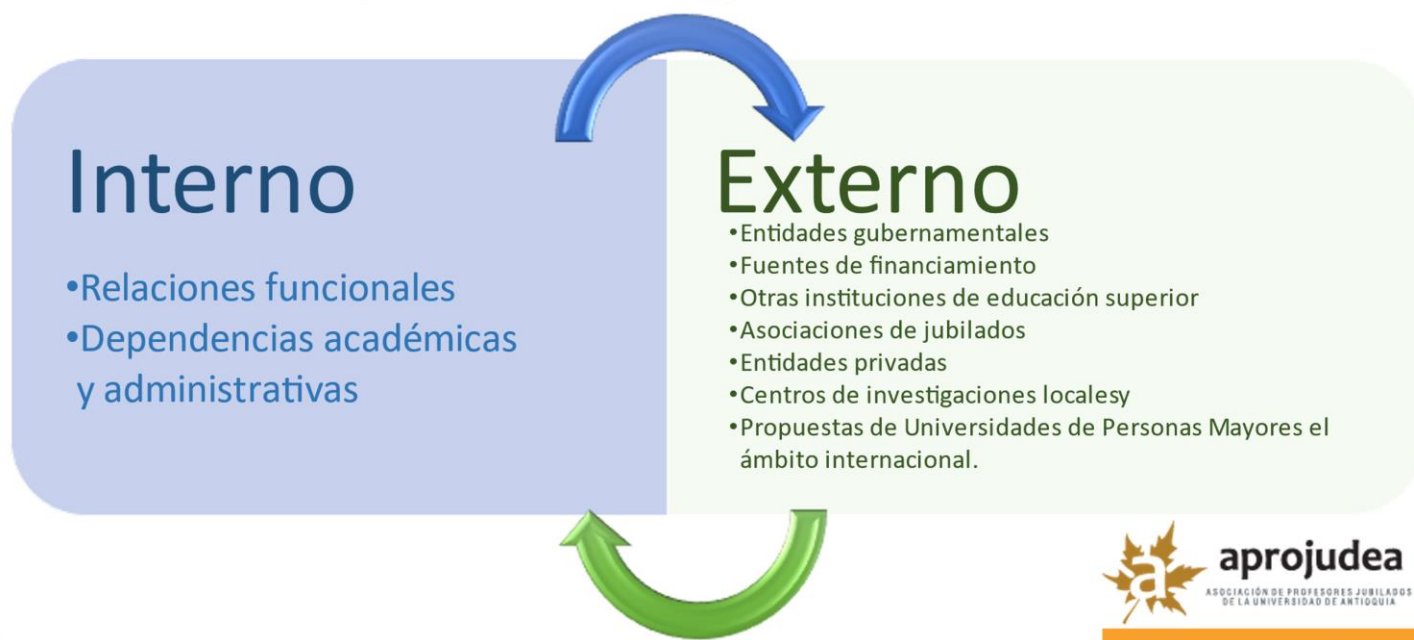 Interno
•Relaciones funcionales
•Dependencias académicas
y administrativas
Externo
•Entidades gubernamentales
•Fuentes de financiamiento
•Otras instituciones de educación superior
•Asociaciones de jubilados
•Entidades privadas
•Centros de investigaciones localesy
•Propuestas de Universidades de Personas Mayores el
ámbito internacional.
a
aprojudea
ASOCIACIÓN DE PROFESORES JUBILADOS
DE LA UNIVERSIDAD DE ANTIOQUIA